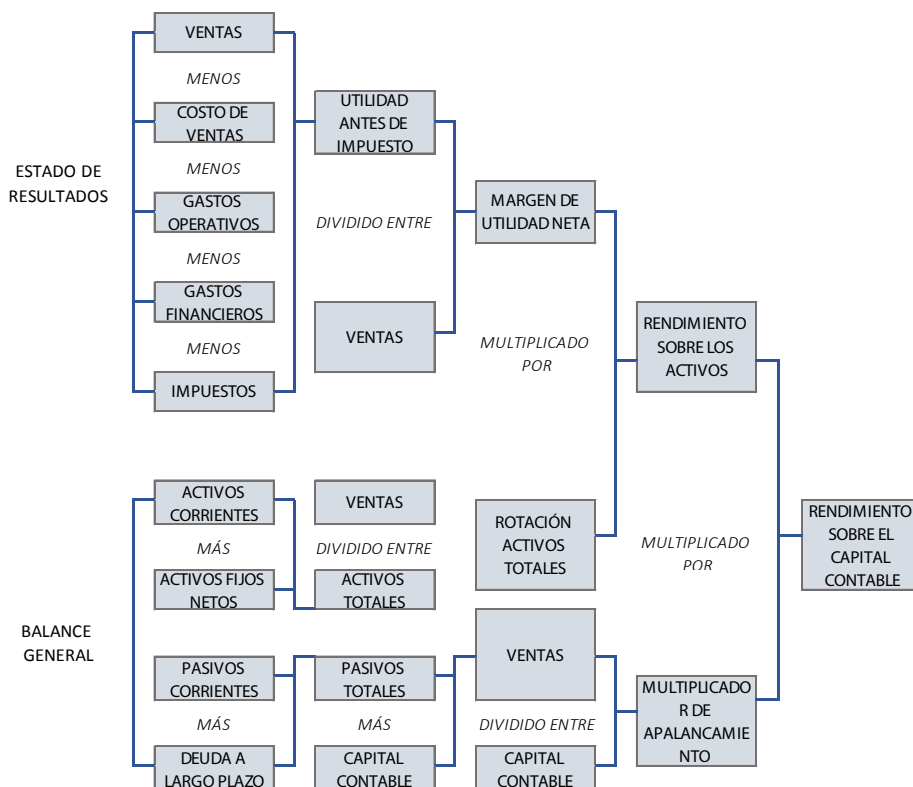 VENTAS
MENOS
COSTO DE
VENTAS
MENOS
GASTOS
OPERATIVOS
MENOS
GASTOS
FINANCIEROS
MENOS
IMPUESTOS
ESTADO DE
RESULTADOS
UTILIDAD
ANTES DE
IMPUESTO
DIVIDIDO ENTRE
VENTAS
MARGEN DE
UTILIDAD NETA
MULTIPLICADO
POR
RENDIMIENTO
SOBRE LOS
ACTIVOS
ACTIVOS
CORRIENTES
MÁS
ACTIVOS FIJOS
NETOS
VENTAS
DIVIDIDO ENTRE
ACTIVOS
TOTALES
ROTACIÓN
ACTIVOS
TOTALES
MULTIPLICADO
POR
RENDIMIENTO
SOBRE EL
CAPITAL
CONTABLE
BALANCE
GENERAL
PASIVOS
CORRIENTES
MÁS
DEUDA A
LARGO PLAZO
PASIVOS
TOTALES
MÁS
CAPITAL
CONTABLE
VENTAS
DIVIDIDO ENTRE
CAPITAL
CONTABLE
MULTIPLICADO
R DE
APALANCAMIE
NTO